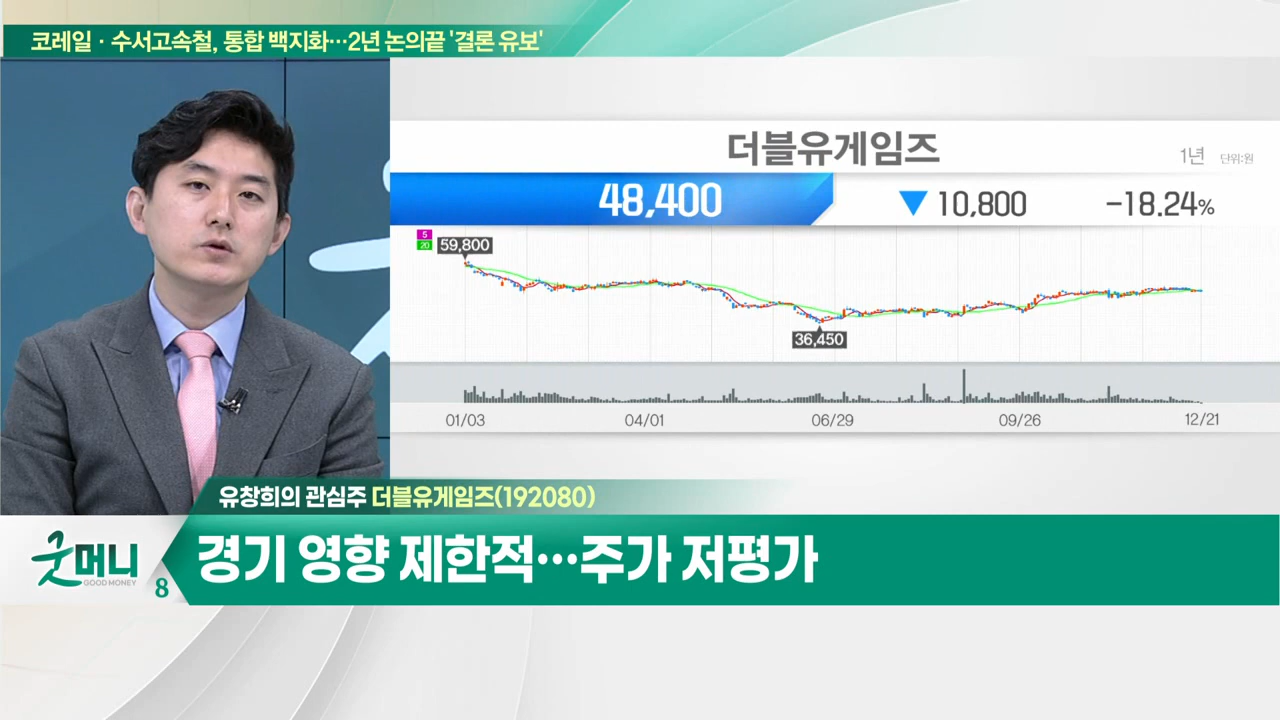 코레일 · 수서고속철, 통합 백지화…2년 논의끝 '결론 유보'
더블유게임즈
1년 단위:원
48,400 ▼ 10,800 -18.24%
5
20
59,800
36,450
01/03 04/01 06/29 09/26 12/21
유창희의 관심주 더블유게임즈(192080)
경기 영향 제한적…주가 저평가
굿머니
GOOD MONEY
8